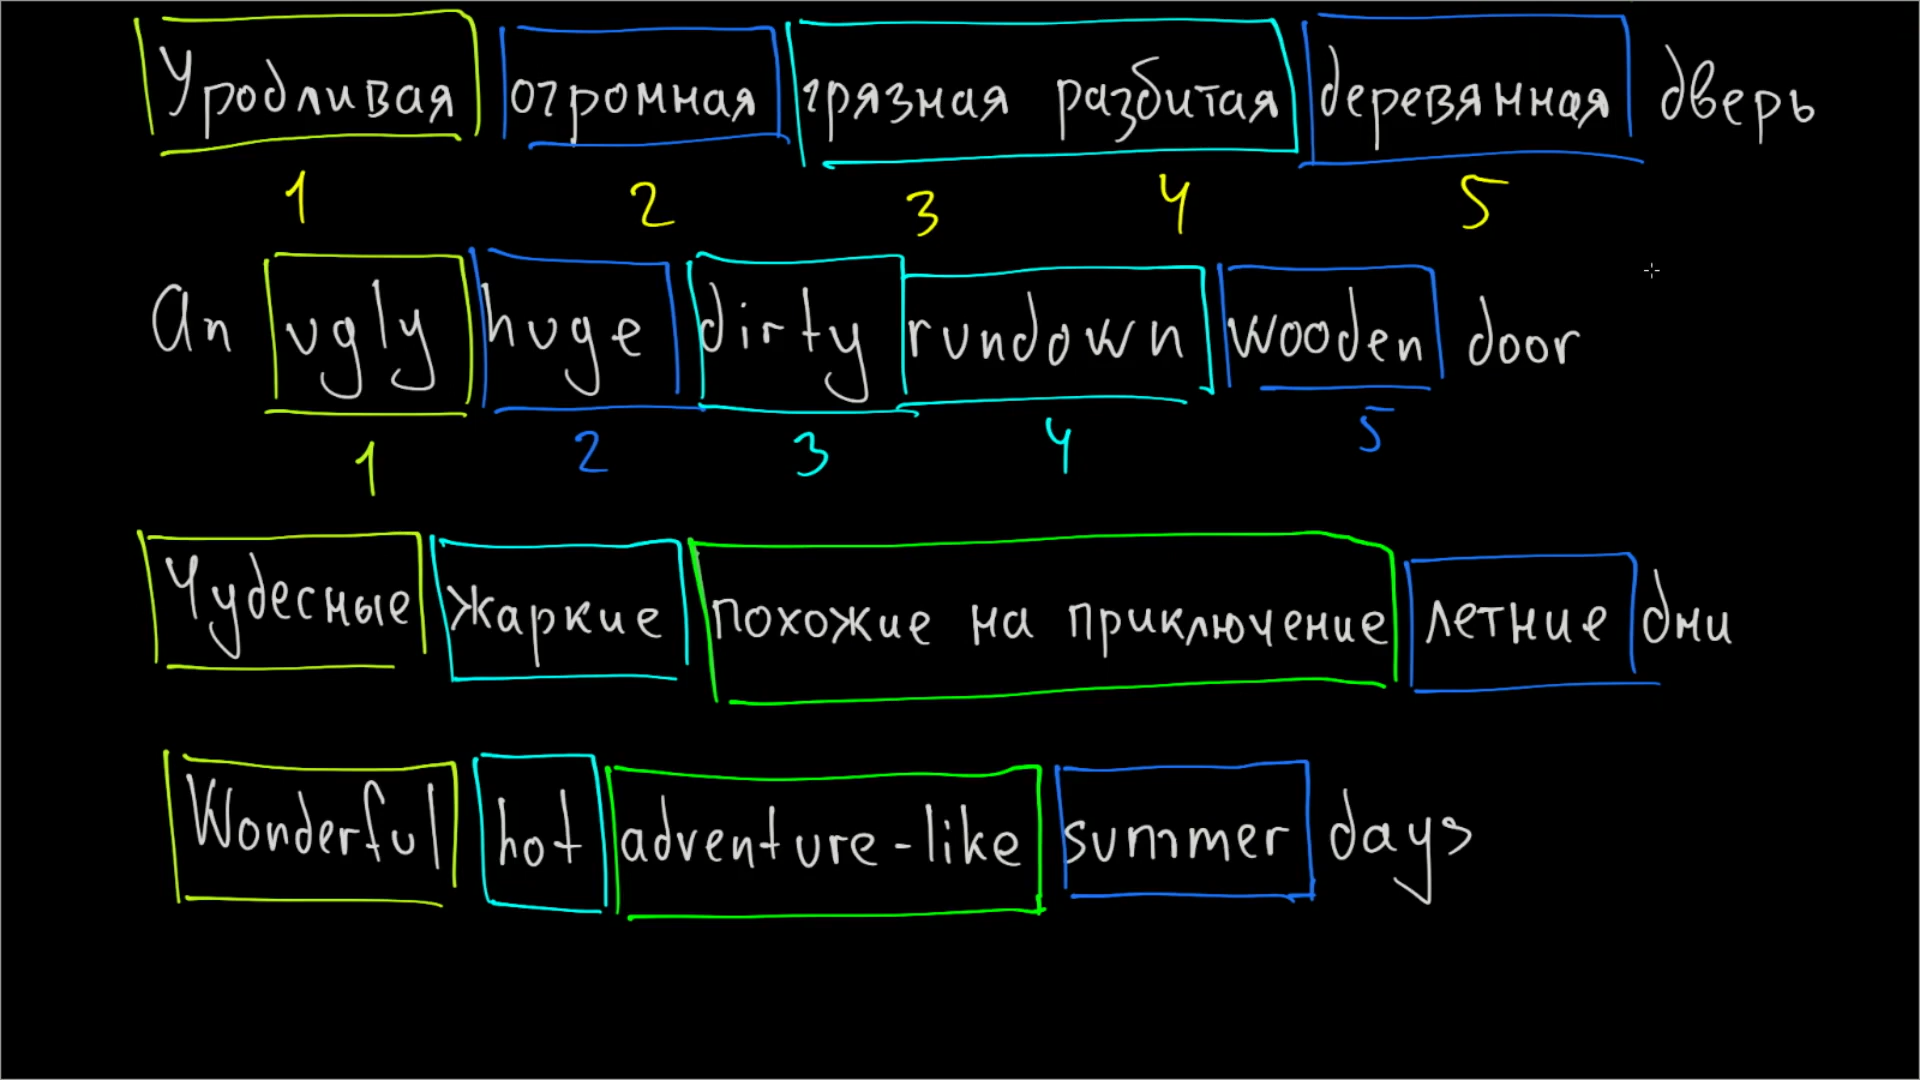 Уродливая огромная грязная разбитая деревянная дверь
1 2 3 4 5
An ugly huge dirty rundown wooden door
1 2 3 4 5
Чудесные жаркие похожие на приключение летние дни
Wonderful hot adventure-like summer days